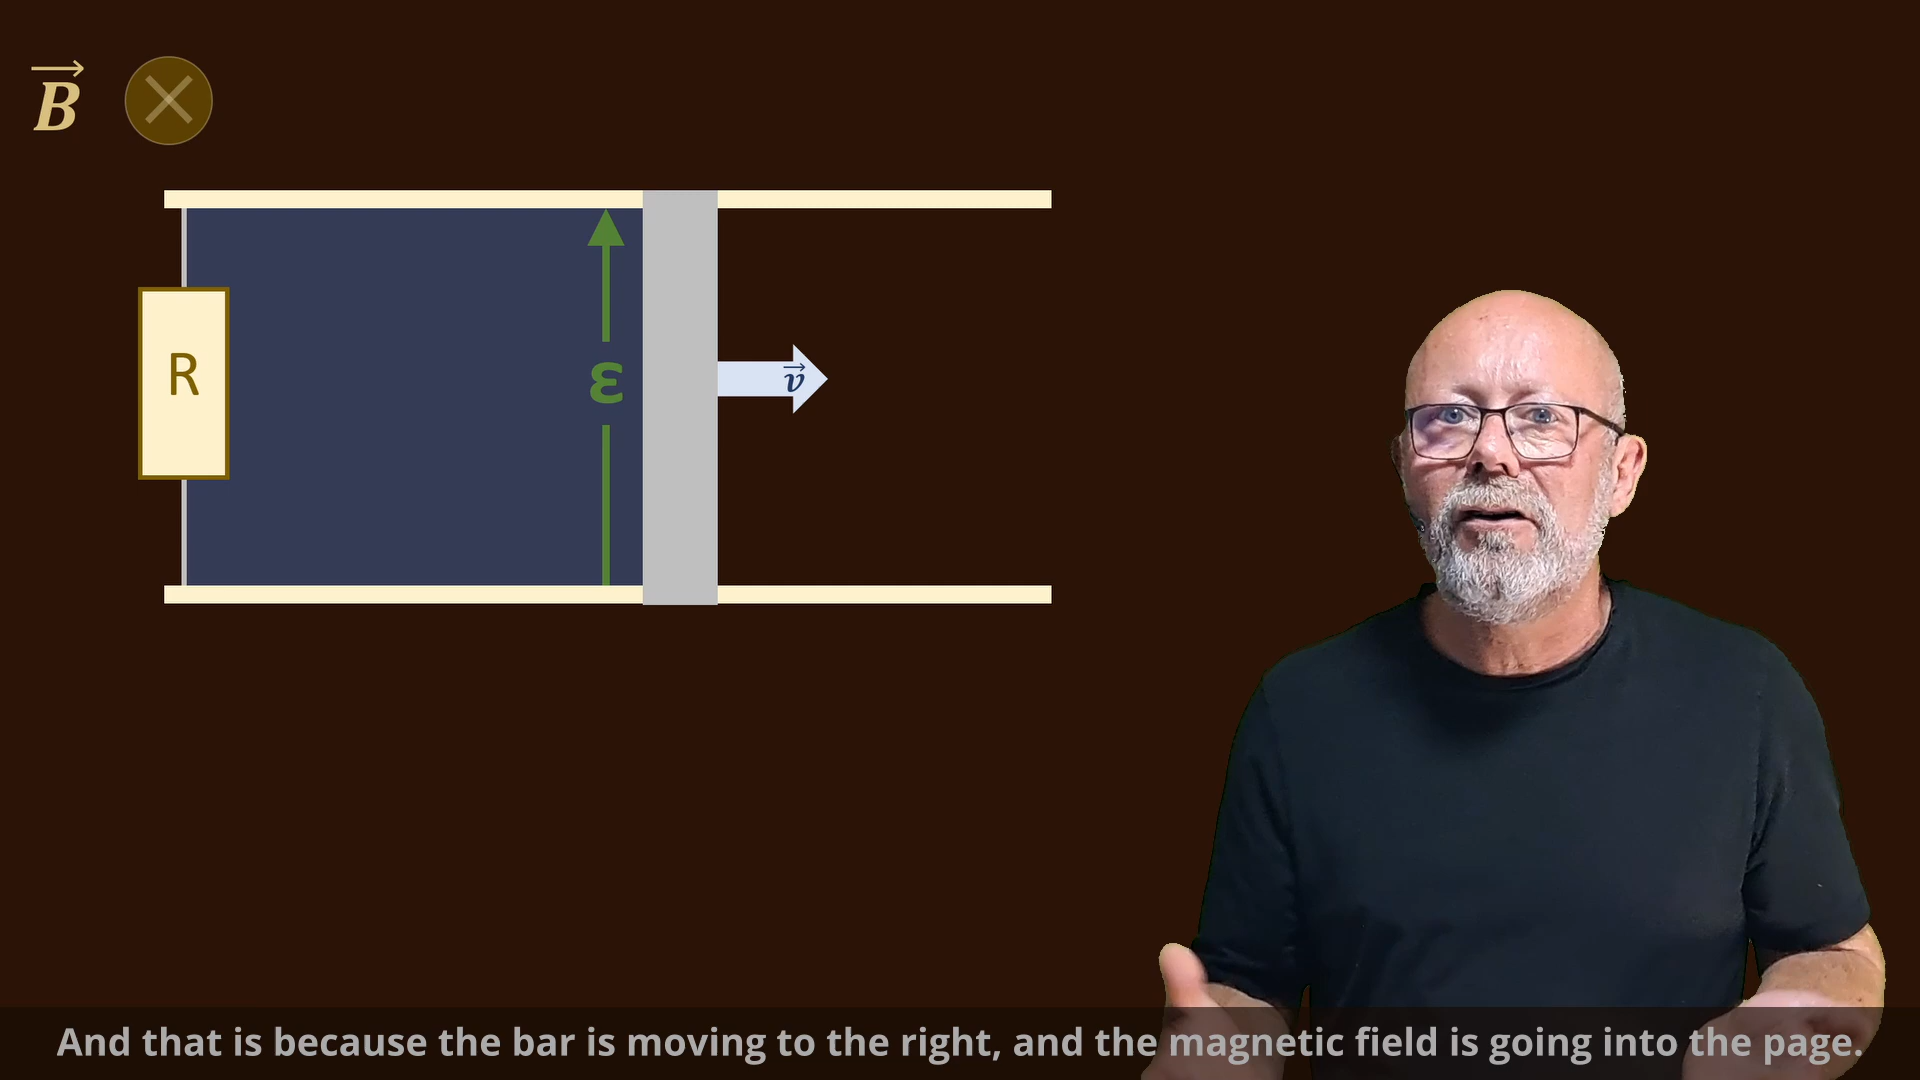 B
R
ε
v
And that is because the bar is moving to the right, and the magnetic field is going into the page.